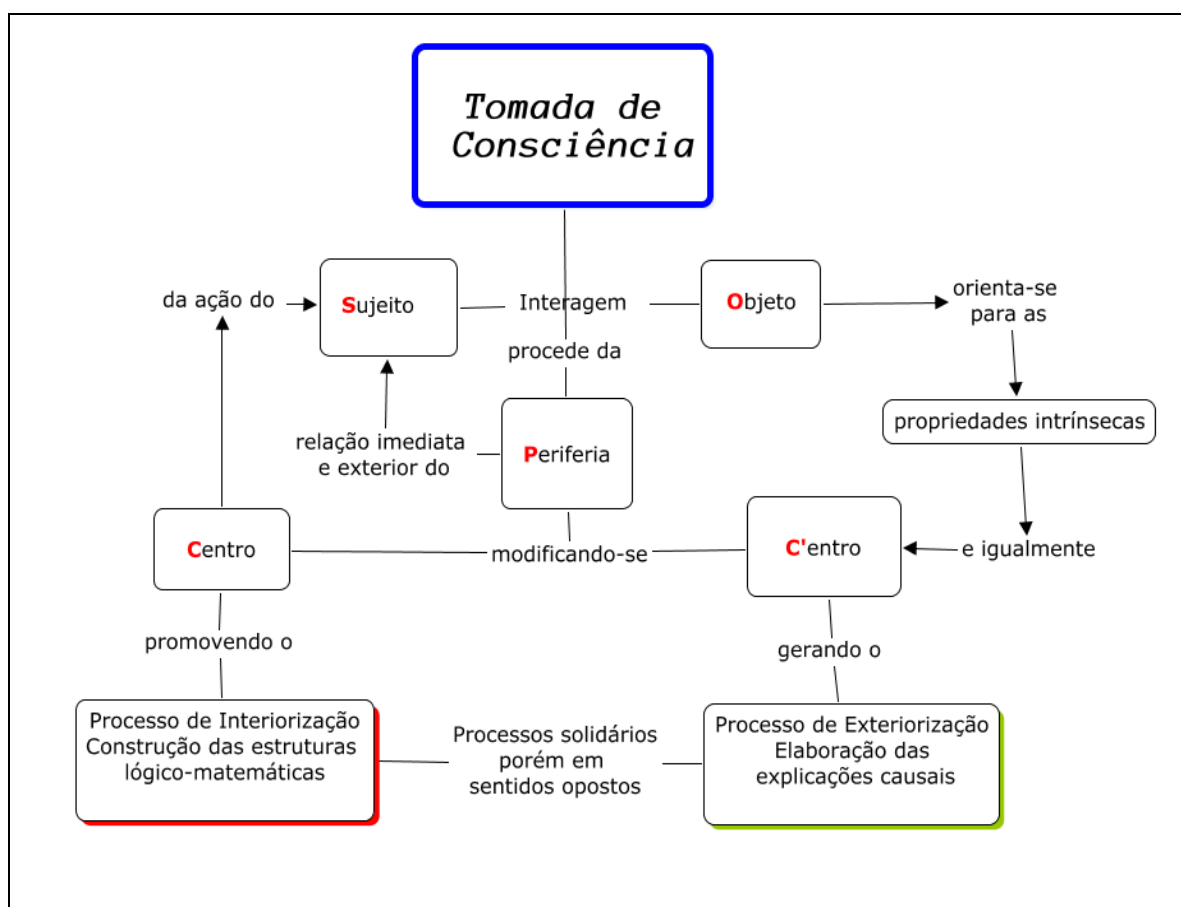 Tomada de
Consciência
da ação do
Sujeito
Interagem
Objeto
orienta-se
para as
procede da
propriedades intrínsecas
relação imediata
e exterior do
Periferia
Centro
modificando-se
C'entro
e igualmente
promovendo o
gerando o
Processo de Interiorização
Construção das estruturas
lógico-matemáticas
Processos solidários
porém em
sentidos opostos
Processo de Exteriorização
Elaboração das
explicações causais